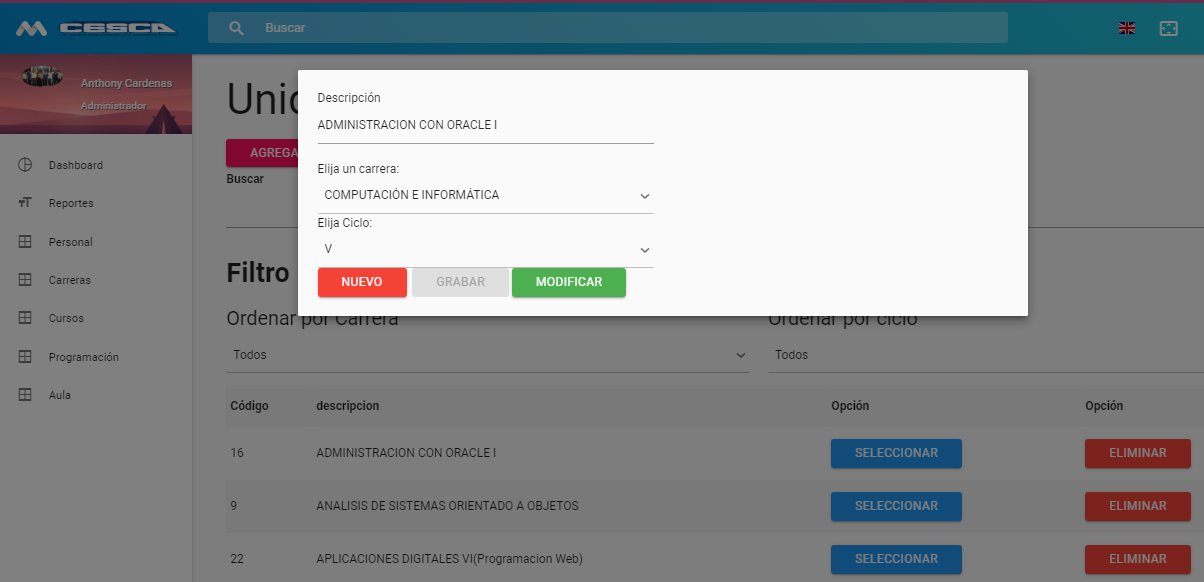 CESCA
Buscar
Anthony Cardenas
Administrador
Dashboard
Reportes
Personal
Carreras
Cursos
Programación
Aula
Unid
AGREGA
Buscar
Descripción
ADMINISTRACION CON ORACLE I
Elija un carrera:
COMPUTACIÓN E INFORMÁTICA
Elija Ciclo:
V
NUEVO GRABAR MODIFICAR
Filtro
Ordenar por Carrera Ordenar por ciclo
Todos Todos
Código descripcion Opción Opción
16 ADMINISTRACION CON ORACLE I SELECCIONAR ELIMINAR
9 ANALISIS DE SISTEMAS ORIENTADO A OBJETOS SELECCIONAR ELIMINAR
22 APLICACIONES DIGITALES VI(Programacion Web) SELECCIONAR ELIMINAR